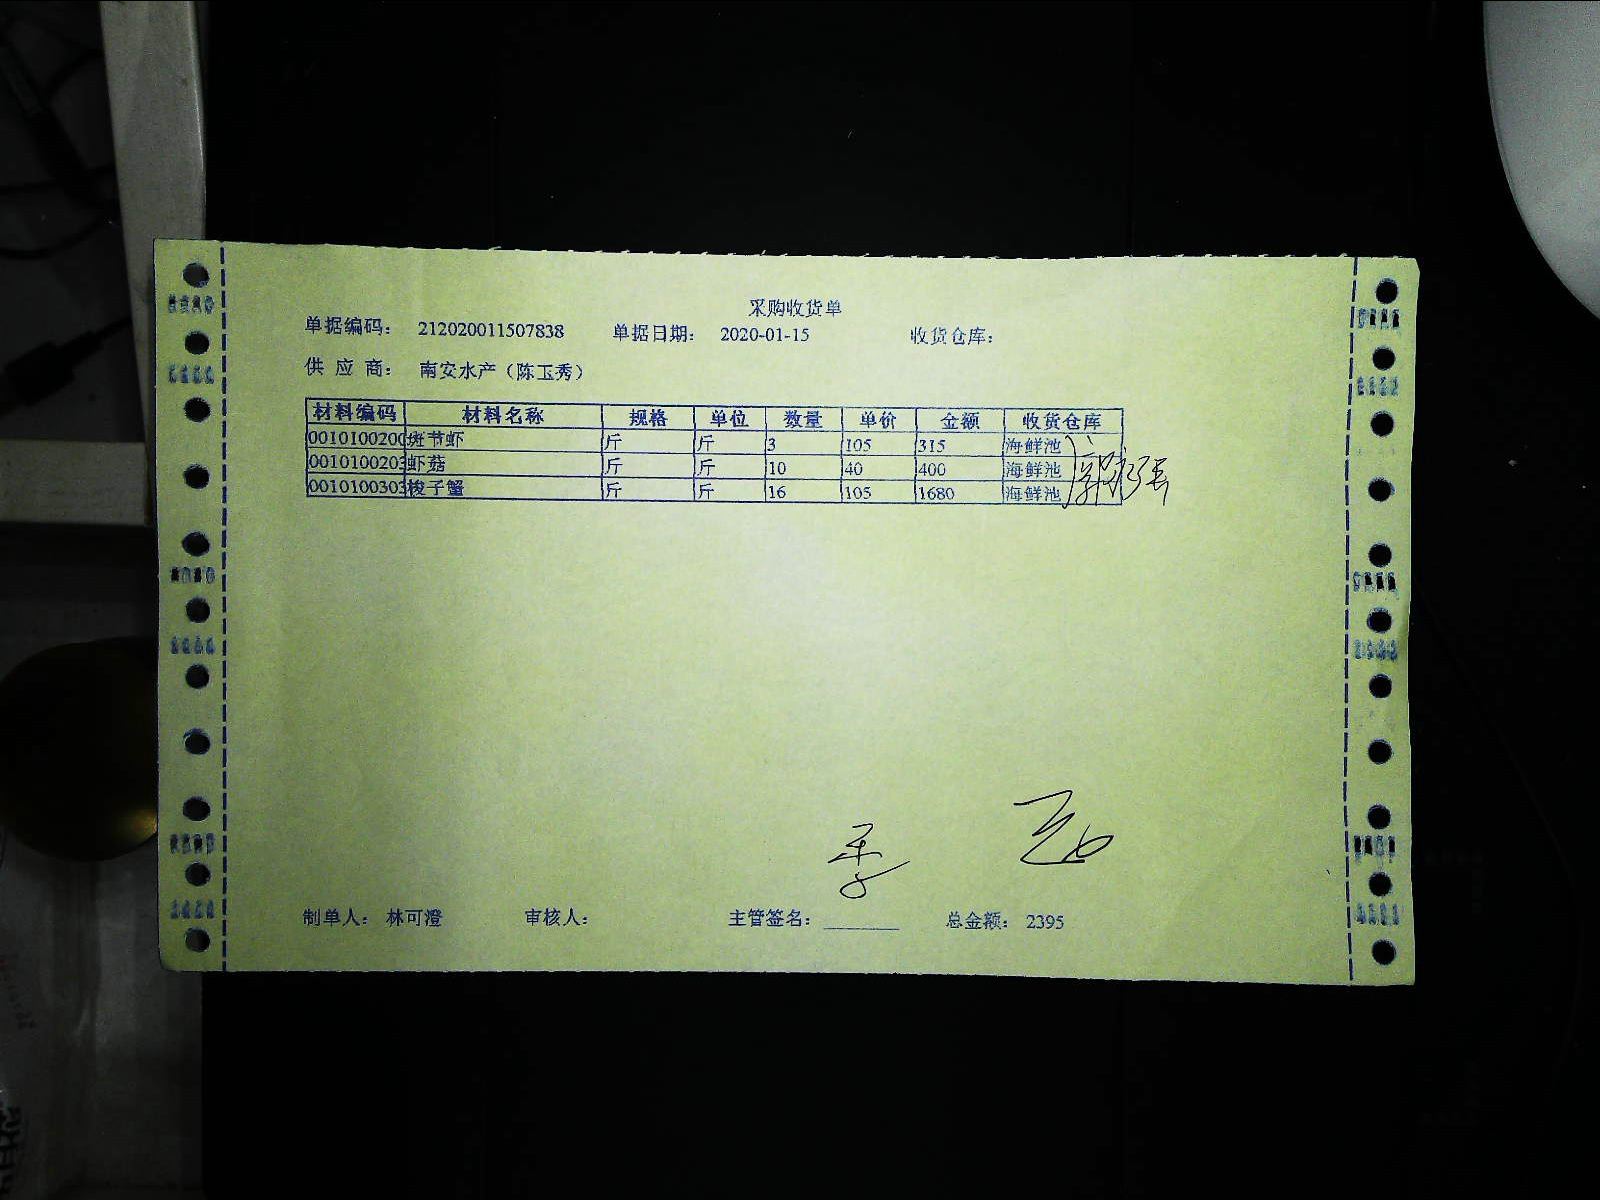 采购收货单
单据编码: 212020011507838 单据日期: 2020-01-15 收货仓库:
供 应 商: 南安水产(陈玉秀)
材料编码 材料名称 规格 单位 数量 单价 金额 收货仓库
0010100200 斑节虾 斤 斤 3 105 315 海鲜池
0010100203 虾菇 斤 斤 10 40 400 海鲜池
0010100303 梭子蟹 斤 斤 16 105 1680 海鲜池
制单人: 林可澄 审核人: 主管签名: ________ 总金额: 2395